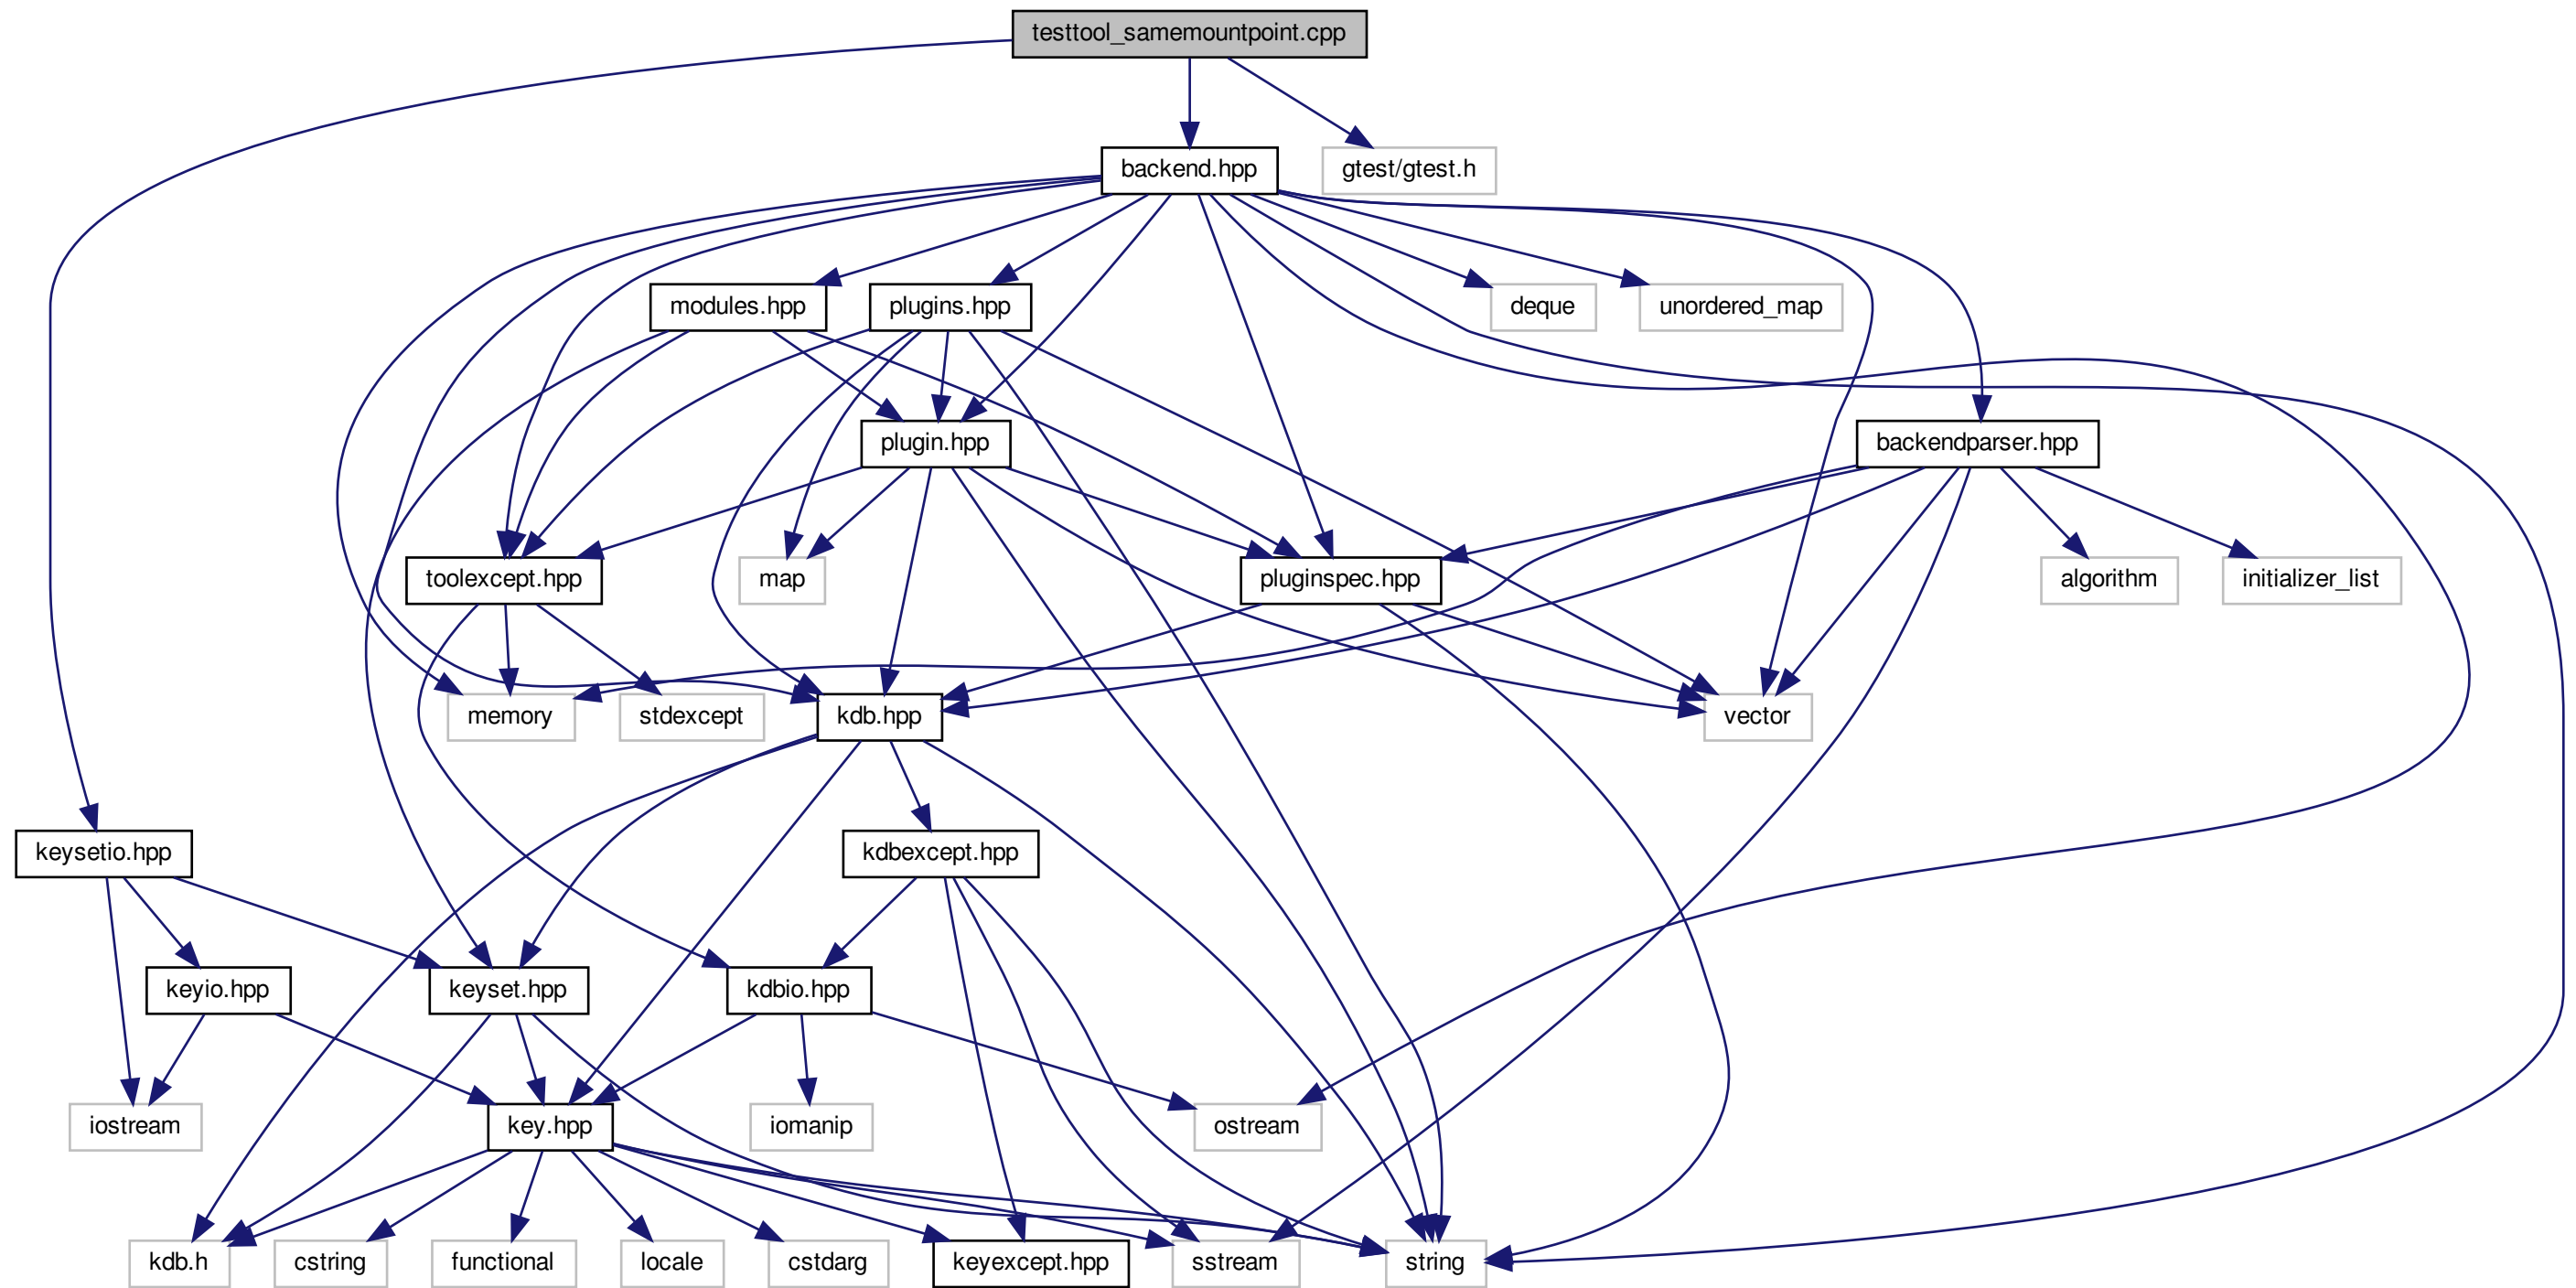 testtool_samemountpoint.cpp
backend.hpp
gtest/gtest.h
modules.hpp
plugins.hpp
deque
unordered_map
plugin.hpp
backendparser.hpp
toolexcept.hpp
map
pluginspec.hpp
algorithm
initializer_list
memory
stdexcept
kdb.hpp
vector
keysetio.hpp
kdbexcept.hpp
keyio.hpp
keyset.hpp
kdbio.hpp
iostream
key.hpp
iomanip
ostream
kdb.h
cstring
functional
locale
cstdarg
keyexcept.hpp
sstream
string